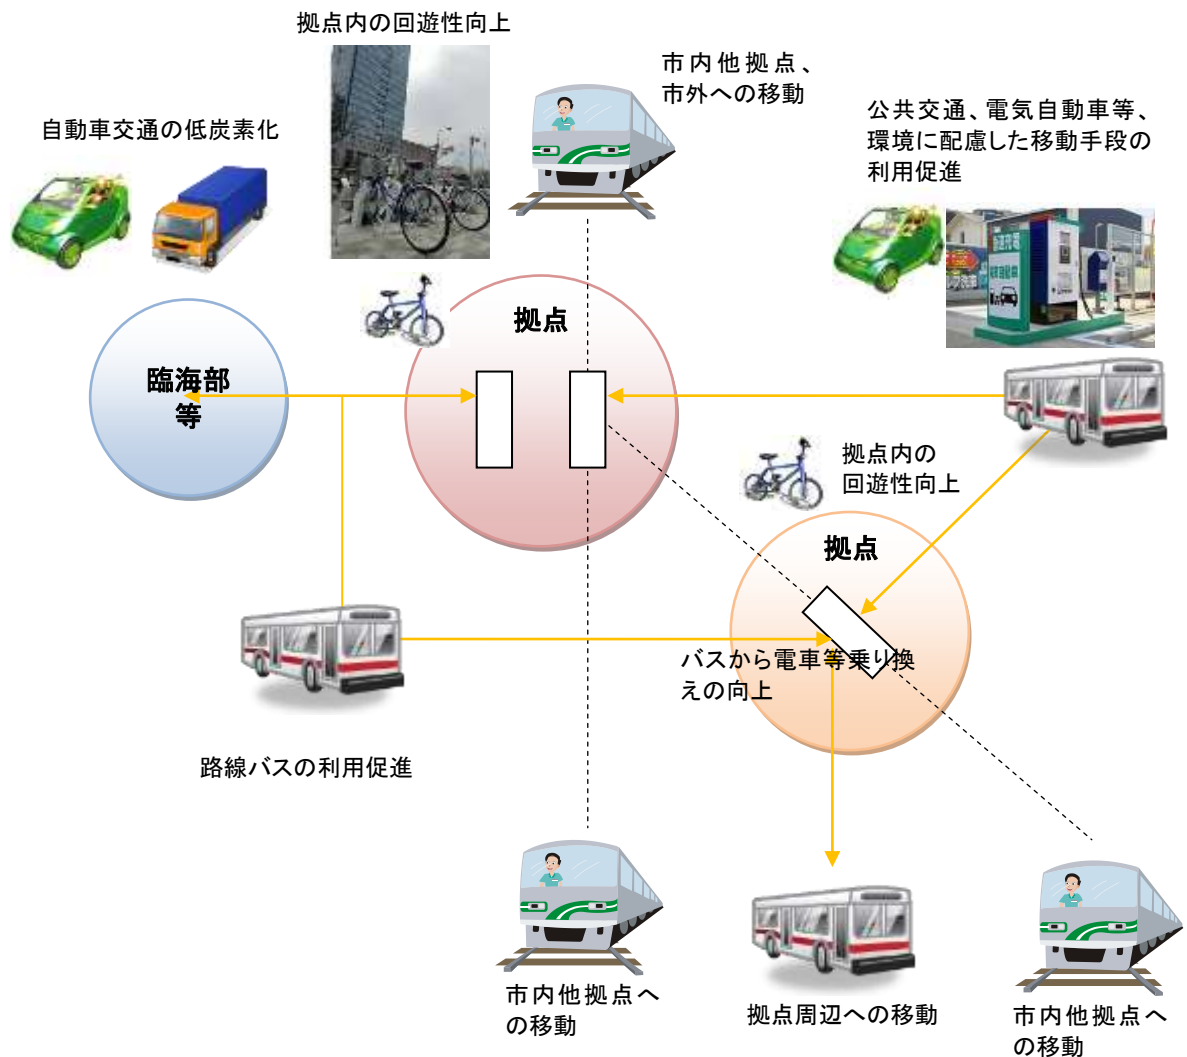 拠点内の回遊性向上
市内他拠点、
市外への移動
公共交通、電気自動車等、
環境に配慮した移動手段の
利用促進
自動車交通の低炭素化
拠点
臨海部
等
拠点内の
回遊性向上
拠点
バスから電車等乗り換
えの向上
路線バスの利用促進
市内他拠点へ
の移動
拠点周辺への移動
市内他拠点へ
の移動